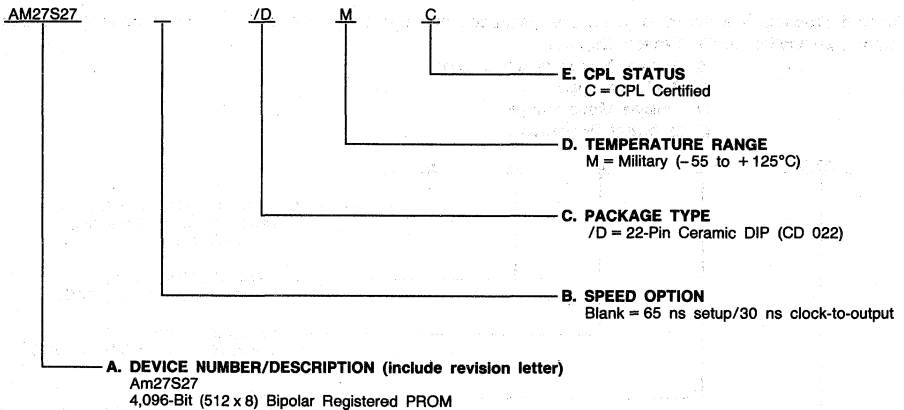 AM27S27 _ /D M C
E. CPL STATUS
C = CPL Certified
D. TEMPERATURE RANGE
M = Military (−55 to +125°C)
C. PACKAGE TYPE
/D = 22-Pin Ceramic DIP (CD 022)
B. SPEED OPTION
Blank = 65 ns setup/30 ns clock-to-output
A. DEVICE NUMBER/DESCRIPTION (include revision letter)
Am27S27
4,096-Bit (512 x 8) Bipolar Registered PROM